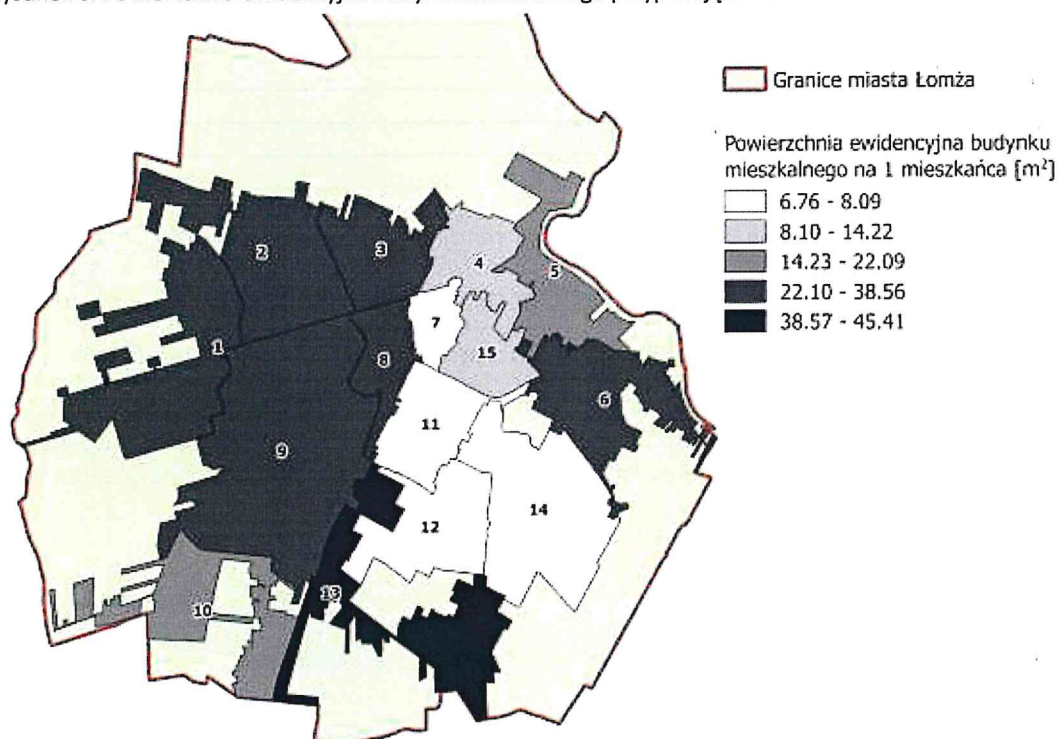 Granice miasta Łomża
Powierzchnia ewidencyjna budynku
mieszkalnego na 1 mieszkańca [m²]
6.76 - 8.09
8.10 - 14.22
14.23 - 22.09
22.10 - 38.56
38.57 - 45.41
2
3
4
5
7
1
8
15
6
11
9
12
14
13
10